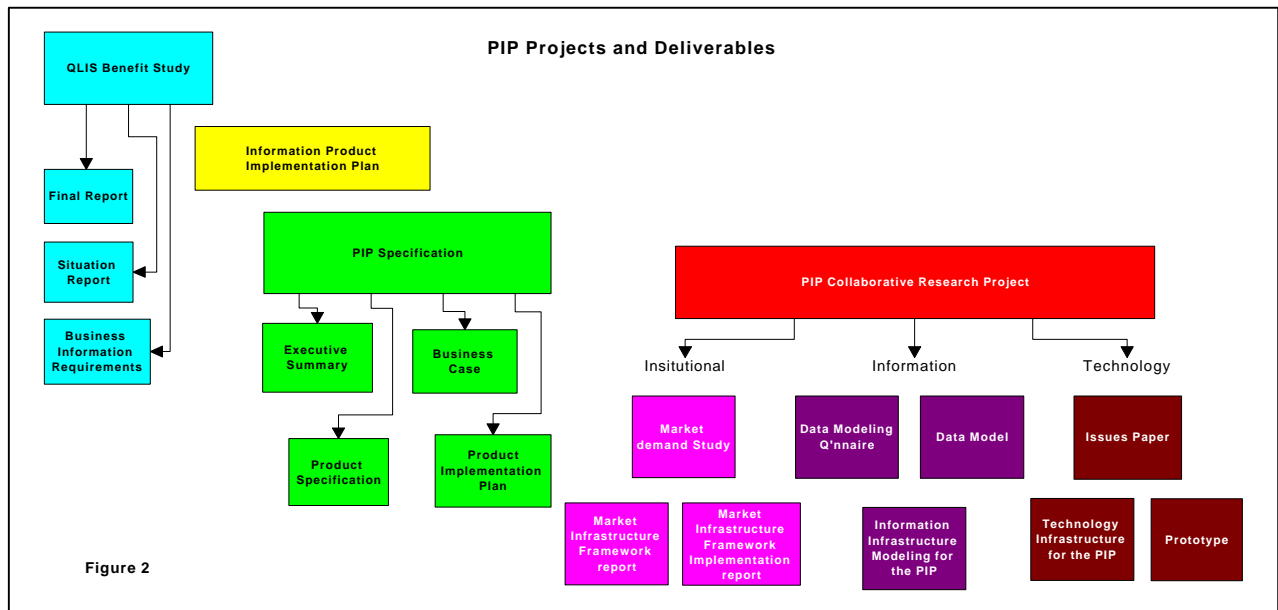 PIP Projects and Deliverables
QLIS Benefit Study
Final Report
Situation
Report
Business
Information
Requirements
Information Product
Implementation Plan
PIP Specification
Executive
Summary
Business
Case
Product
Specification
Product
Implementation
Plan
PIP Collaborative Research Project
Insitutional
Information
Technology
Market
demand Study
Data Modeling
Q'nnaire
Data Model
Issues Paper
Market
Infrastructure
Framework
report
Market
Infrastructure
Framework
Implementation
report
Information
Infrastructure
Modeling for
the PIP
Technology
Infrastructure
for the PIP
Prototype
Figure 2